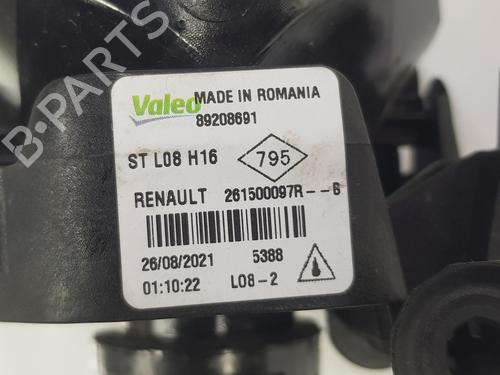 B-PARTS
Valeo MADE IN ROMANIA
89208691
ST L08 H16 795
RENAULT 261500097R--B
26/08/2021 5388
01:10:22 L08-2